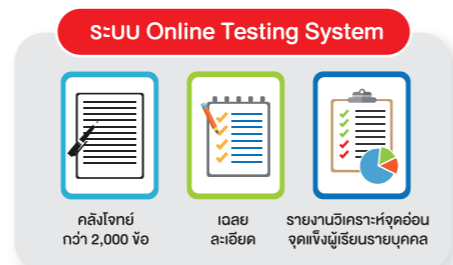 ระบบ Online Testing System
คลังโจทย์
กว่า 2,000 ข้อ
เฉลย
ละเอียด
รายงานวิเคราะห์จุดอ่อน
จุดแข็งผู้เรียนรายบุคคล